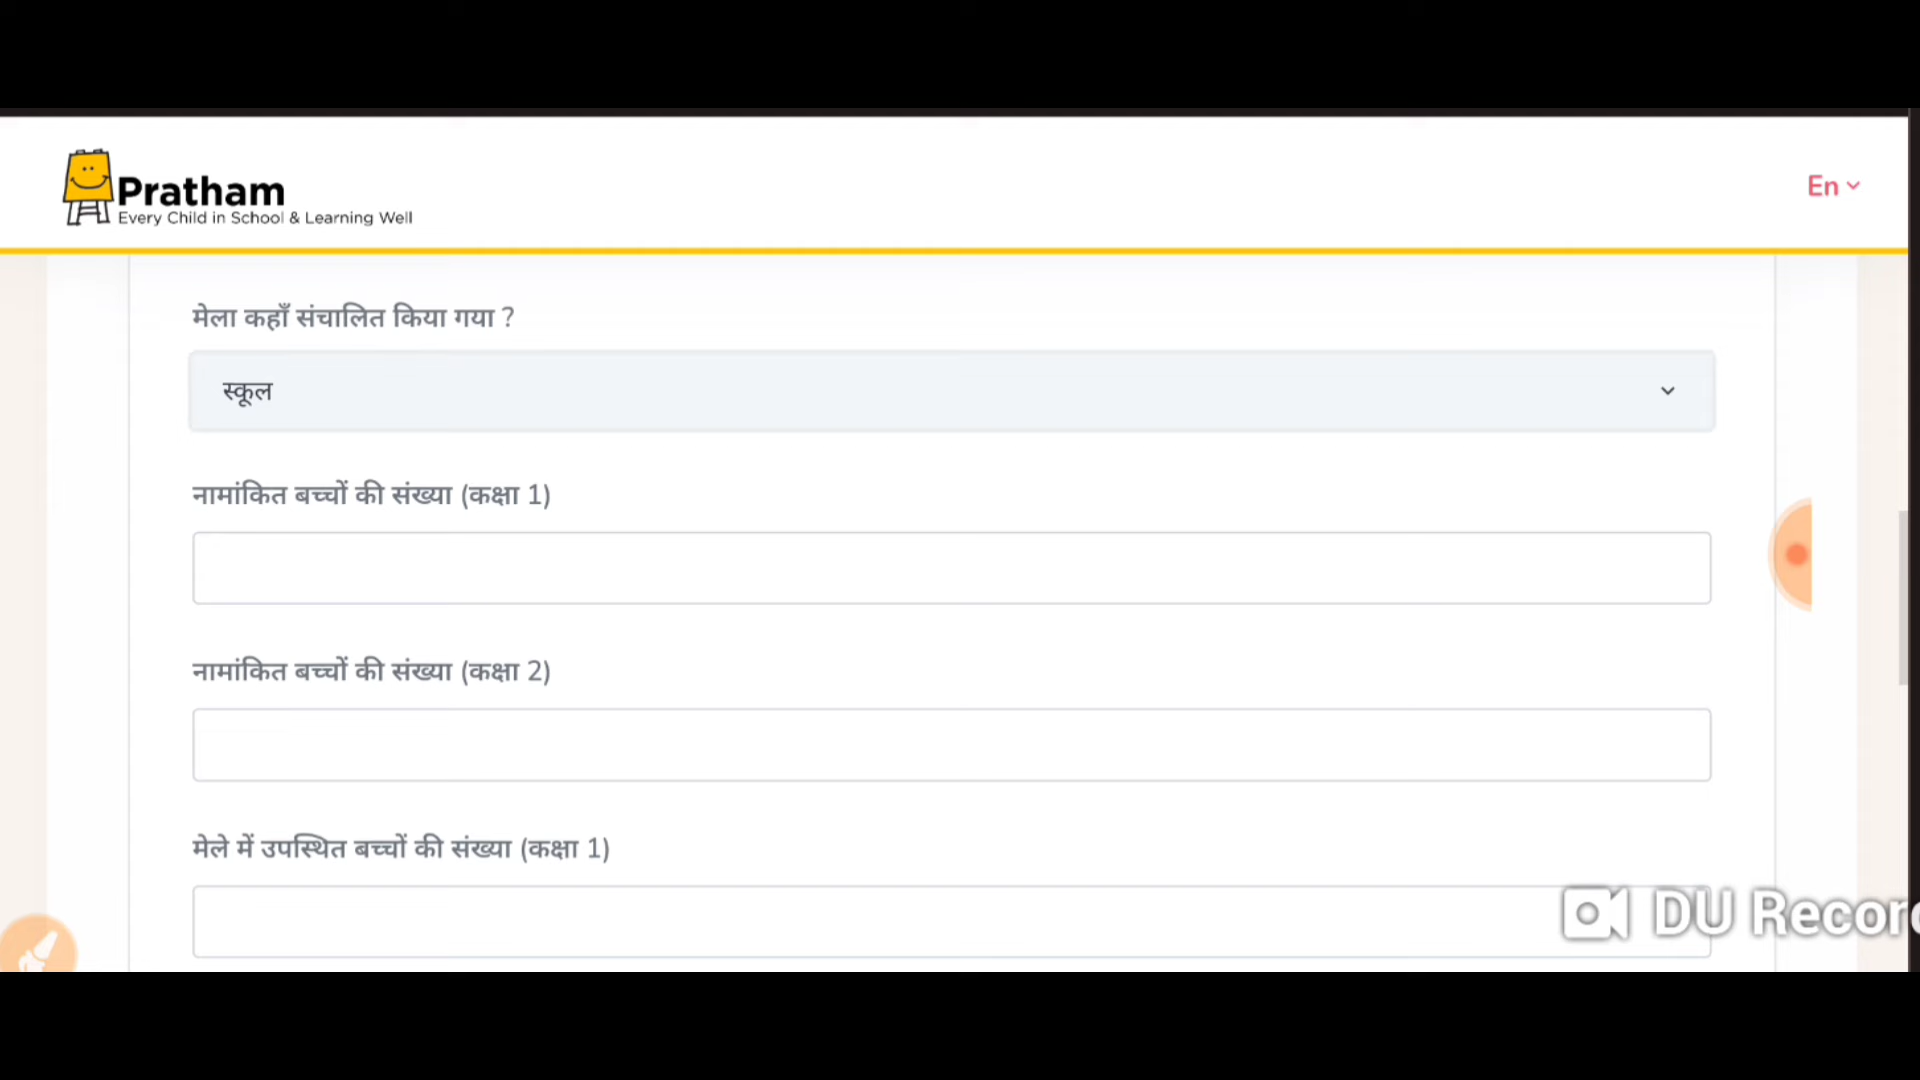 Pratham
Every Child in School & Learning Well
En
मेला कहाँ संचालित किया गया ?
स्कूल
नामांकित बच्चों की संख्या (कक्षा 1)
नामांकित बच्चों की संख्या (कक्षा 2)
मेले में उपस्थित बच्चों की संख्या (कक्षा 1)
DU Recor